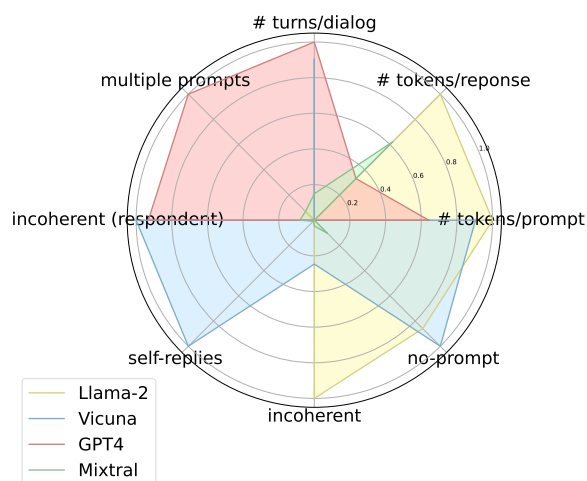 # turns/dialog
multiple prompts
# tokens/reponse
1.0
0.8
0.6
0.4
0.2
incoherent (respondent)
# tokens/prompt
self-replies
no-prompt
incoherent
Llama-2
Vicuna
GPT4
Mixtral